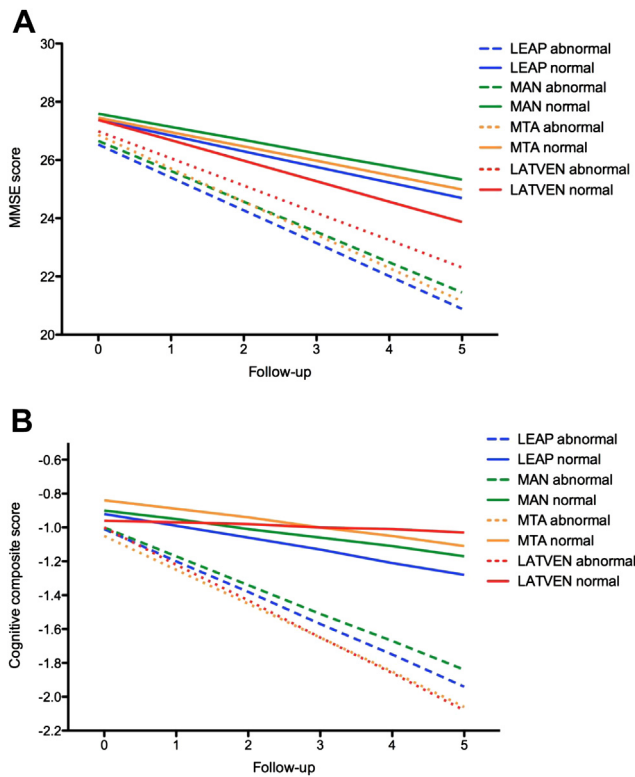 A
30
28
26
24
22
20
MMSE score
0 1 2 3 4 5
Follow-up
LEAP abnormal
LEAP normal
MAN abnormal
MAN normal
MTA abnormal
MTA normal
LATVEN abnormal
LATVEN normal
B
-0.6
-0.8
-1.0
-1.2
-1.4
-1.6
-1.8
-2.0
-2.2
Cognitive composite score
0 1 2 3 4 5
Follow-up
LEAP abnormal
LEAP normal
MAN abnormal
MAN normal
MTA abnormal
MTA normal
LATVEN abnormal
LATVEN normal